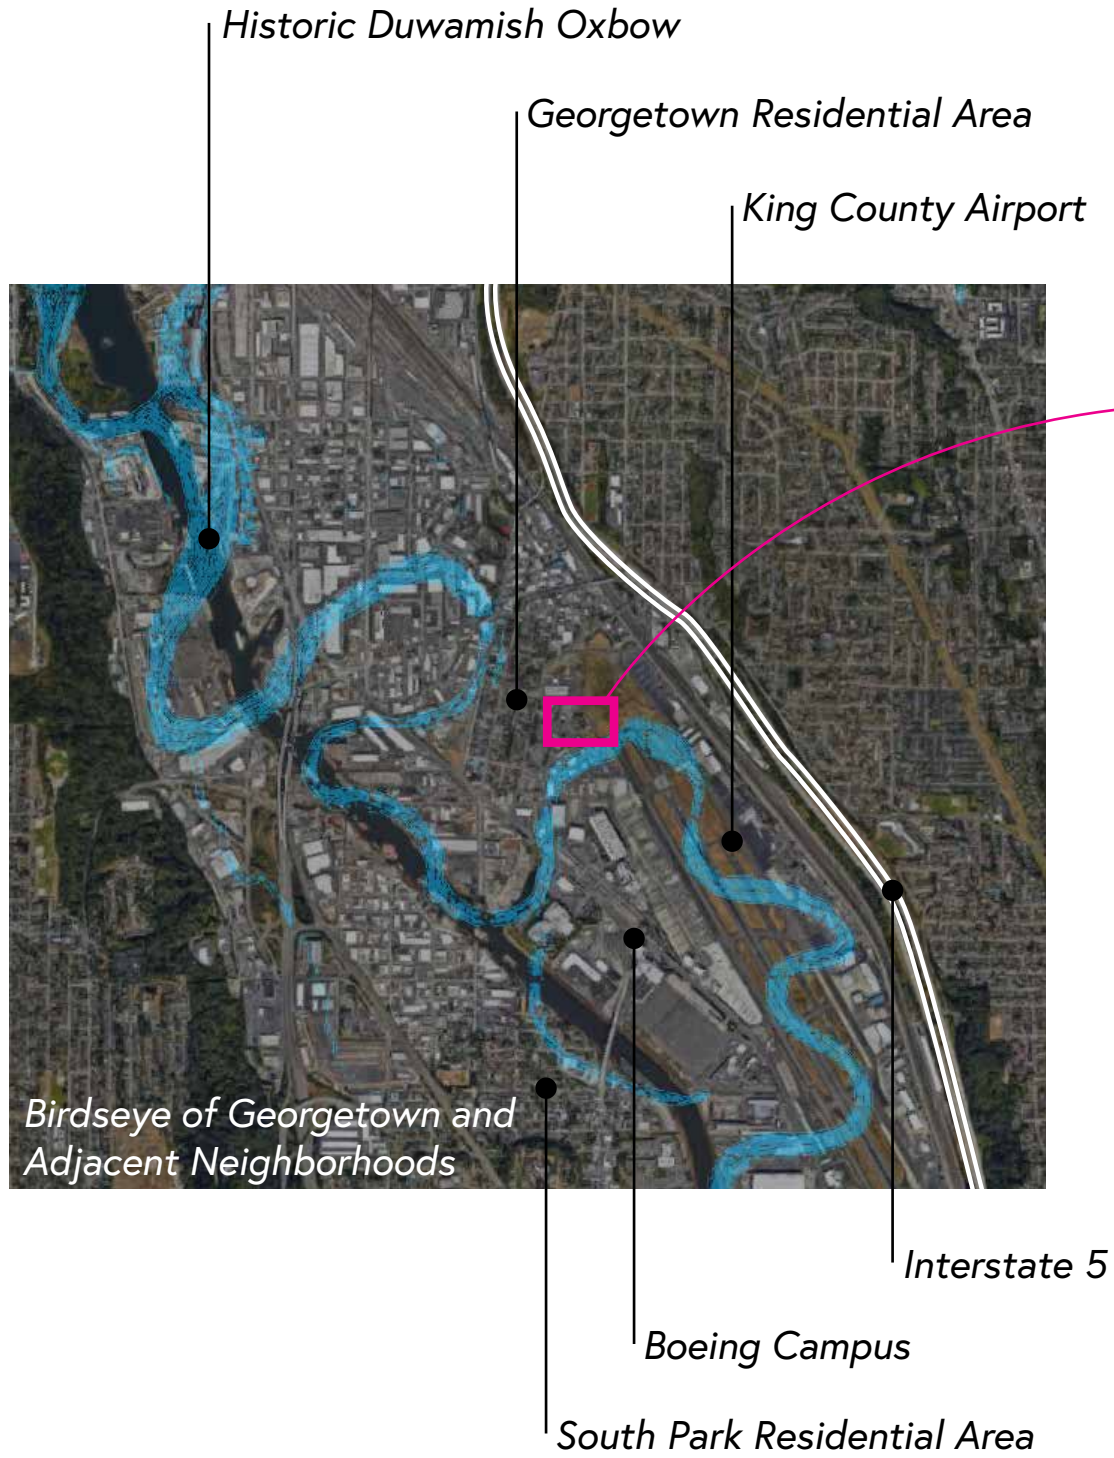 Historic Duwamish Oxbow
Georgetown Residential Area
King County Airport
Birdseye of Georgetown and
Adjacent Neighborhoods
Interstate 5
Boeing Campus
South Park Residential Area